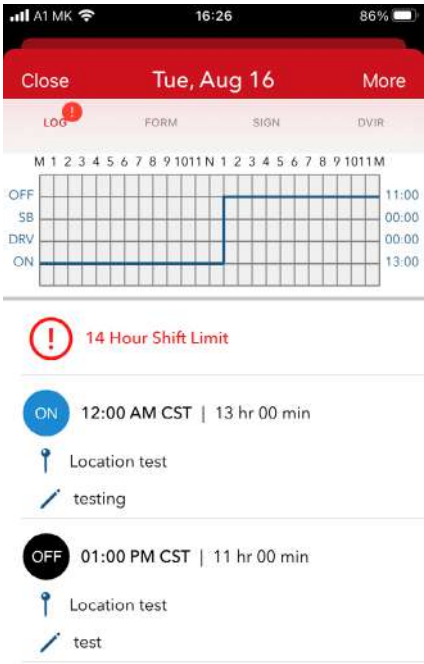 A1 MK 16:26 86%
Close Tue, Aug 16 More
LOG ! FORM SIGN DVIR
M 1 2 3 4 5 6 7 8 9 10 11 N 1 2 3 4 5 6 7 8 9 10 11 M
OFF 11:00
SB 00:00
DRV 00:00
ON 13:00
! 14 Hour Shift Limit
ON 12:00 AM CST | 13 hr 00 min
Location test
testing
OFF 01:00 PM CST | 11 hr 00 min
Location test
test